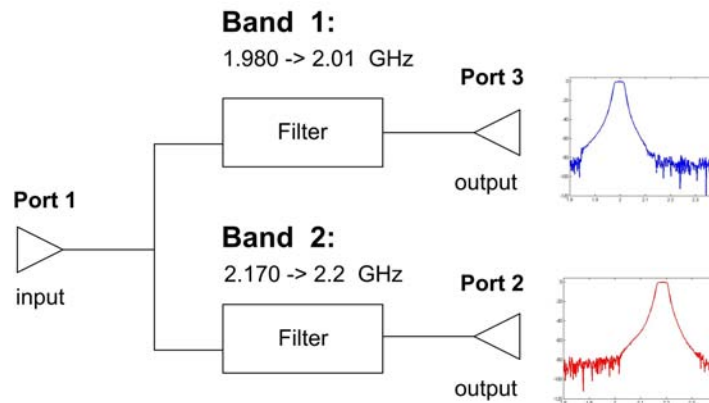 Band 1:
1.980 -> 2.01 GHz
Port 3
Filter
output
Port 1
input
Band 2:
2.170 -> 2.2 GHz
Port 2
Filter
output